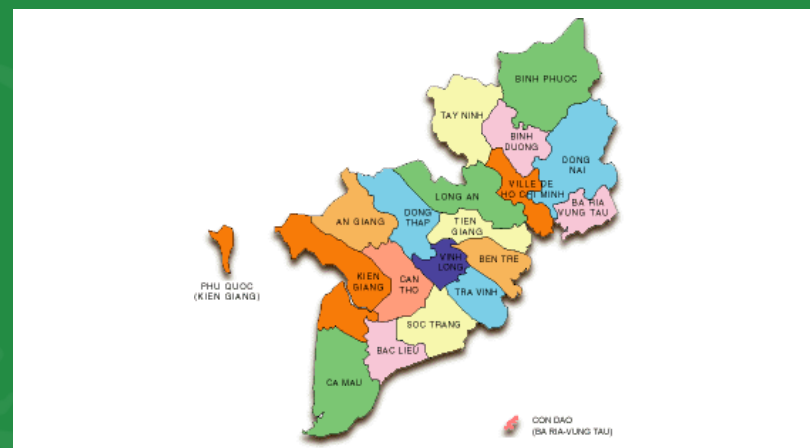 BINH PHUOC
TAY NINH
BINH
DUONG
DONG
NAI
VILLE DE
HO CHI MINH
BA RIA
VUNG TAU
LONG AN
TIEN
GIANG
DONG
THAP
AN GIANG
VINH
LONG
BEN TRE
KIEN
GIANG
CAN
THO
TRA VINH
PHU QUOC
(KIEN GIANG)
SOC TRANG
BAC LIEU
CA MAU
CON DAO
(BA RIA-VUNG TAU)